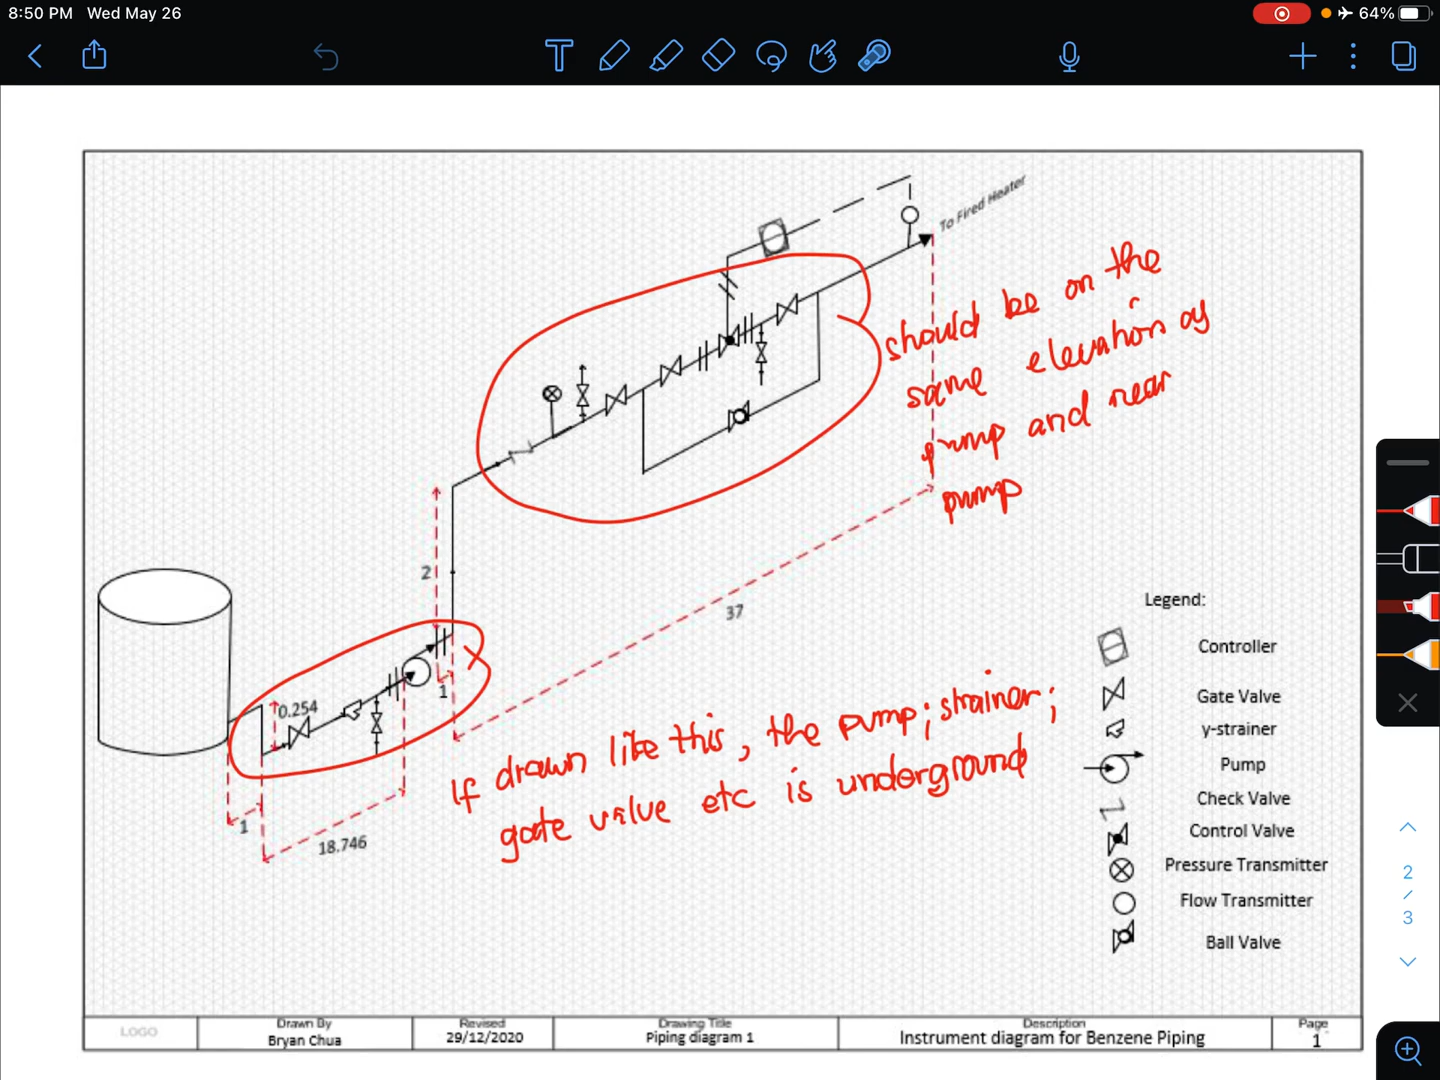 8:50 PM Wed May 26
64%
To Fired Heater
should be on the
same elevation as
pump and near
pump
2
37
0.254
1
1
18.746
If drawn like this, the pump; strainer;
gate valve etc is underground
Legend:
Controller
Gate Valve
y-strainer
Pump
Check Valve
Control Valve
Pressure Transmitter
Flow Transmitter
Ball Valve
2
/
3
LOGO
Drawn By
Bryan Chua
Revised
29/12/2020
Drawing Title
Piping diagram 1
Description
Instrument diagram for Benzene Piping
Page
1